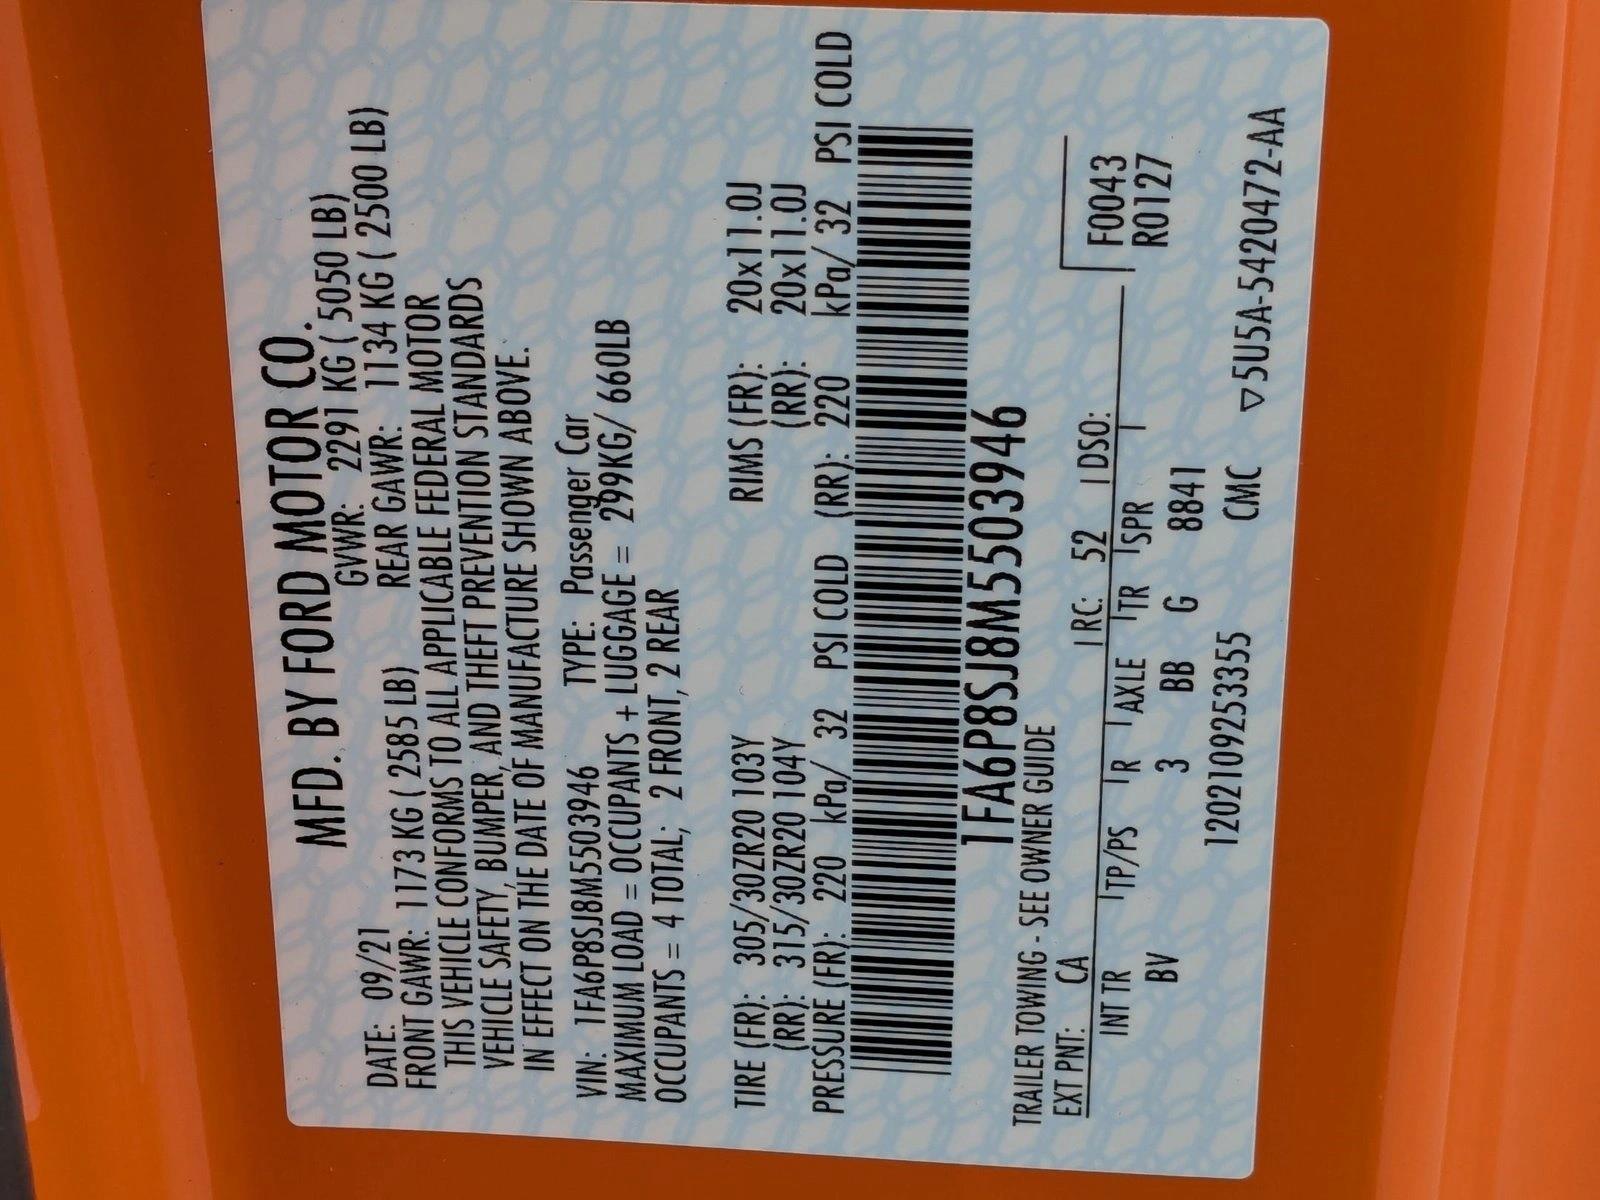 MFD. BY FORD MOTOR CO.
DATE: 09/21 GVWR: 2291 KG ( 5050 LB)
FRONT GAWR: 1173 KG ( 2585 LB) REAR GAWR: 1134 KG ( 2500 LB)
THIS VEHICLE CONFORMS TO ALL APPLICABLE FEDERAL MOTOR
VEHICLE SAFETY, BUMPER, AND THEFT PREVENTION STANDARDS
IN EFFECT ON THE DATE OF MANUFACTURE SHOWN ABOVE.
VIN: 1FA6P8SJ8M5503946 TYPE: Passenger Car
MAXIMUM LOAD = OCCUPANTS + LUGGAGE = 299KG/ 660LB
OCCUPANTS = 4 TOTAL; 2 FRONT, 2 REAR
TIRE (FR): 305/30ZR20 103Y RIMS (FR): 20x11.0J
(RR): 315/30ZR20 104Y (RR): 20x11.0J
PRESSURE (FR): 220 kPa/ 32 PSI COLD (RR): 220 kPa/ 32 PSI COLD
1FA6P8SJ8M5503946
TRAILER TOWING - SEE OWNER GUIDE
EXT PNT: CA RC: 52 DSO:
F0043
R0127
INT TR TP/PS R AXLE TR SPR
BV 3 BB G 8841
1202109253355 CMC ▽5U5A-5420472-AA